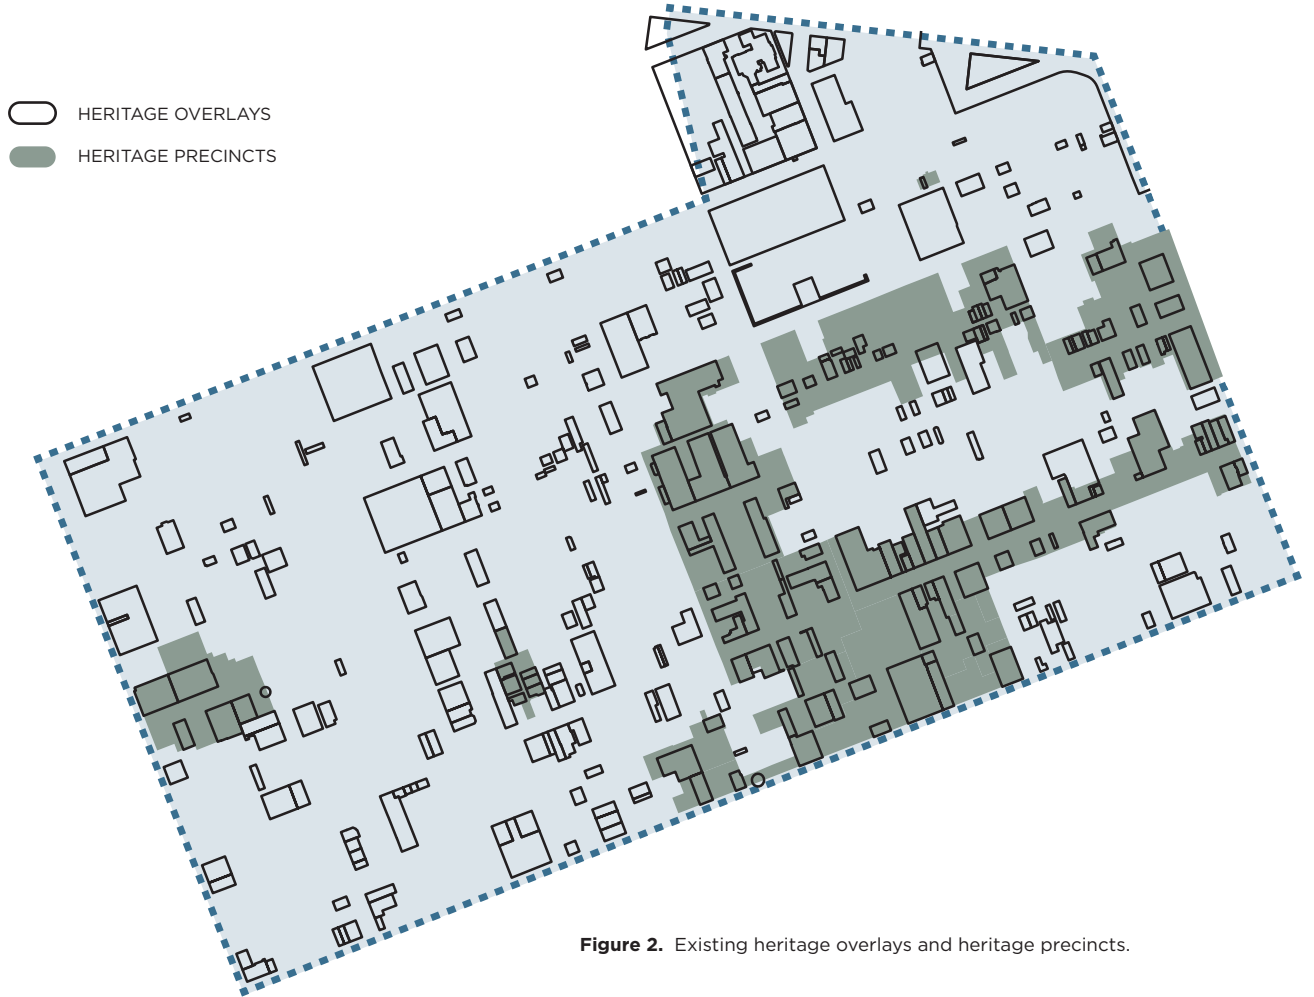 HERITAGE OVERLAYS
HERITAGE PRECINCTS
Figure 2. Existing heritage overlays and heritage precincts.